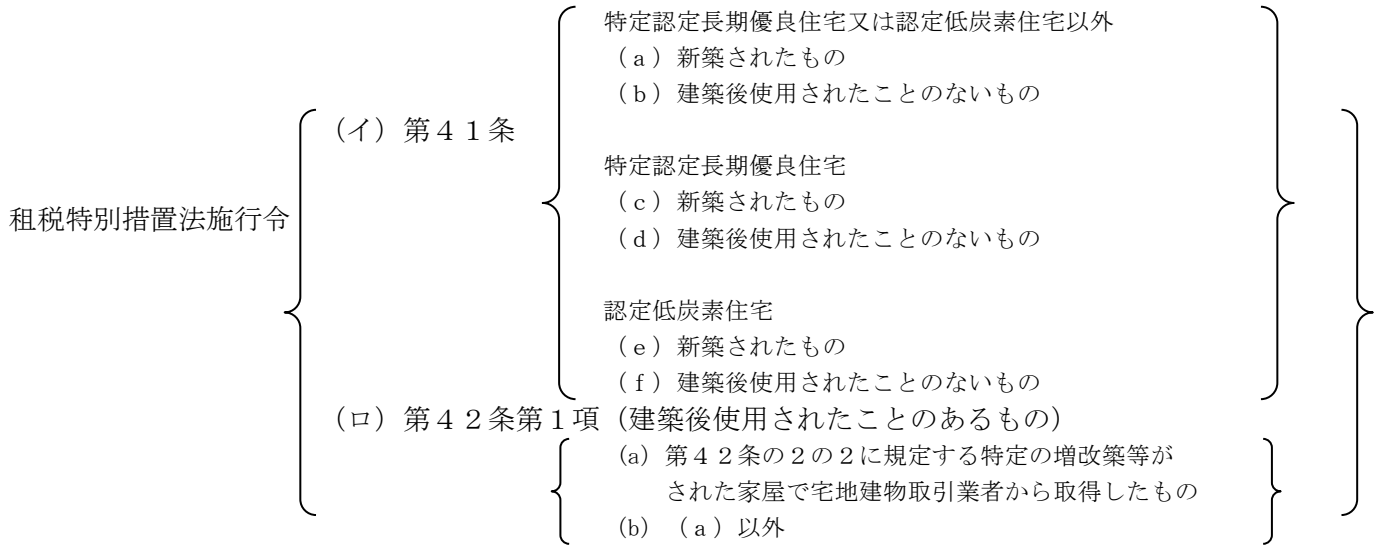 特定認定長期優良住宅又は認定低炭素住宅以外
（ａ）新築されたもの
（ｂ）建築後使用されたことのないもの
（イ）第４１条
特定認定長期優良住宅
（ｃ）新築されたもの
租税特別措置法施行令
（ｄ）建築後使用されたことのないもの
認定低炭素住宅
（ｅ）新築されたもの
（ｆ）建築後使用されたことのないもの
（ロ）第４２条第１項（建築後使用されたことのあるもの）
(a) 第４２条の２の２に規定する特定の増改築等が
された家屋で宅地建物取引業者から取得したもの
(b) （ａ）以外